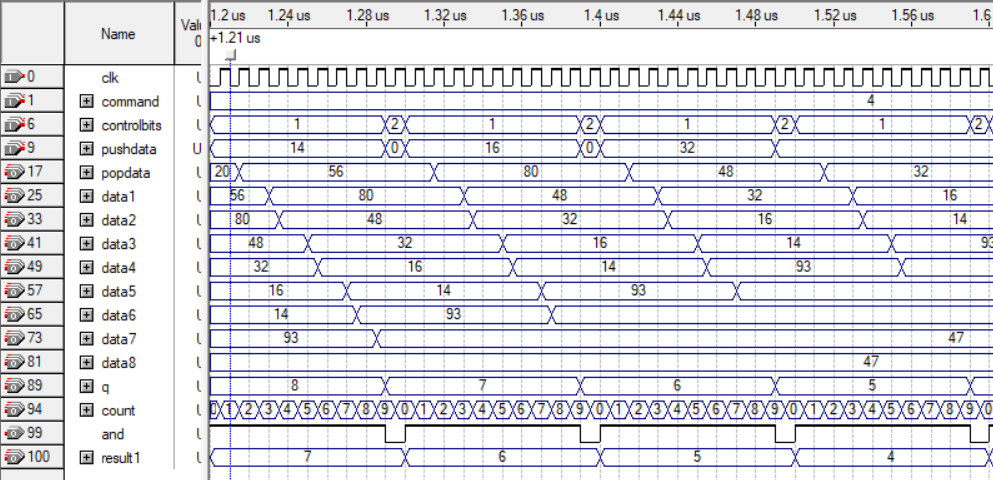 Name Valu 0 1.2 us 1.24 us 1.28 us 1.32 us 1.36 us 1.4 us 1.44 us 1.48 us 1.52 us 1.56 us 1.6
+1.21 us
0 clk U
1 command U 4
6 controlbits U 1 2 1 2 1 2 1 2
9 pushdata U 14 0 16 0 32
17 popdata U 20 56 80 48 32
25 data1 U 56 80 48 32 16
33 data2 U 80 48 32 16 14
41 data3 U 48 32 16 14 93
49 data4 U 32 16 14 93
57 data5 U 16 14 93
65 data6 U 14 93
73 data7 U 93 47
81 data8 U 47
89 q U 8 7 6 5
94 count U 0 1 2 3 4 5 6 7 8 9 0 1 2 3 4 5 6 7 8 9 0 1 2 3 4 5 6 7 8 9 0 1 2 3 4 5 6 7 8 9 0
99 and U
100 result1 U 7 6 5 4